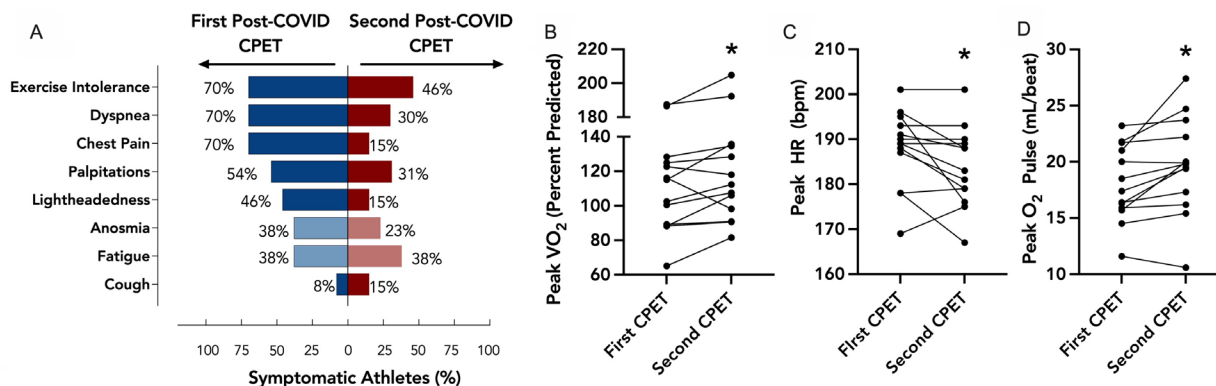 A
First Post-COVID CPET
Second Post-COVID CPET
Exercise Intolerance 70% 46%
Dyspnea 70% 30%
Chest Pain 70% 15%
Palpitations 54% 31%
Lightheadedness 46% 15%
Anosmia 38% 23%
Fatigue 38% 38%
Cough 8% 15%
100 75 50 25 0 25 50 75 100
Symptomatic Athletes (%)
B
*
Peak VO2 (Percent Predicted)
220
200
180
140
120
100
80
60
First CPET
Second CPET
C
*
Peak HR (bpm)
210
200
190
180
170
160
First CPET
Second CPET
D
*
Peak O2 Pulse (mL/beat)
30
25
20
15
10
First CPET
Second CPET